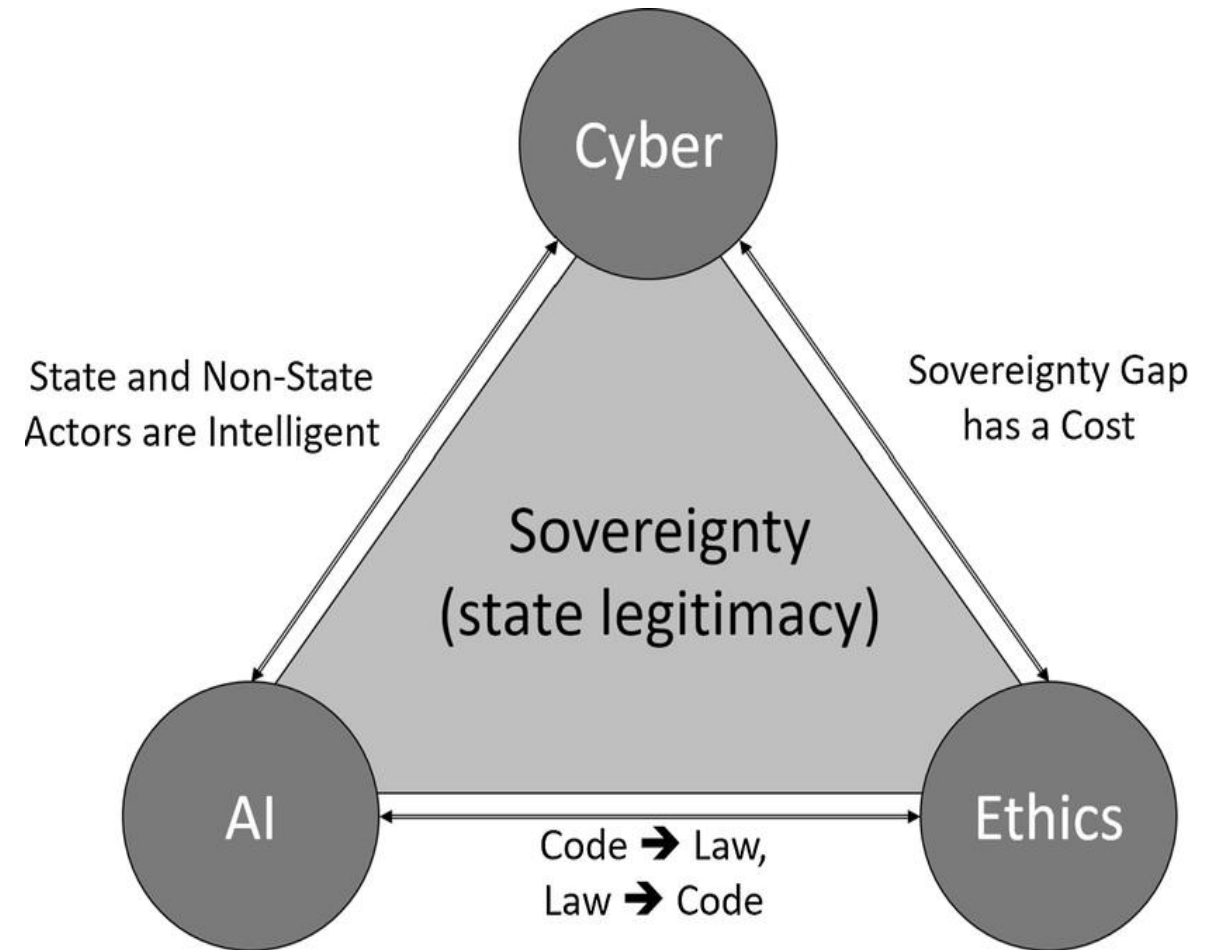 Cyber
State and Non-State
Actors are Intelligent
Sovereignty Gap
has a Cost
Sovereignty
(state legitimacy)
AI
Ethics
Code ➔ Law,
Law ➔ Code